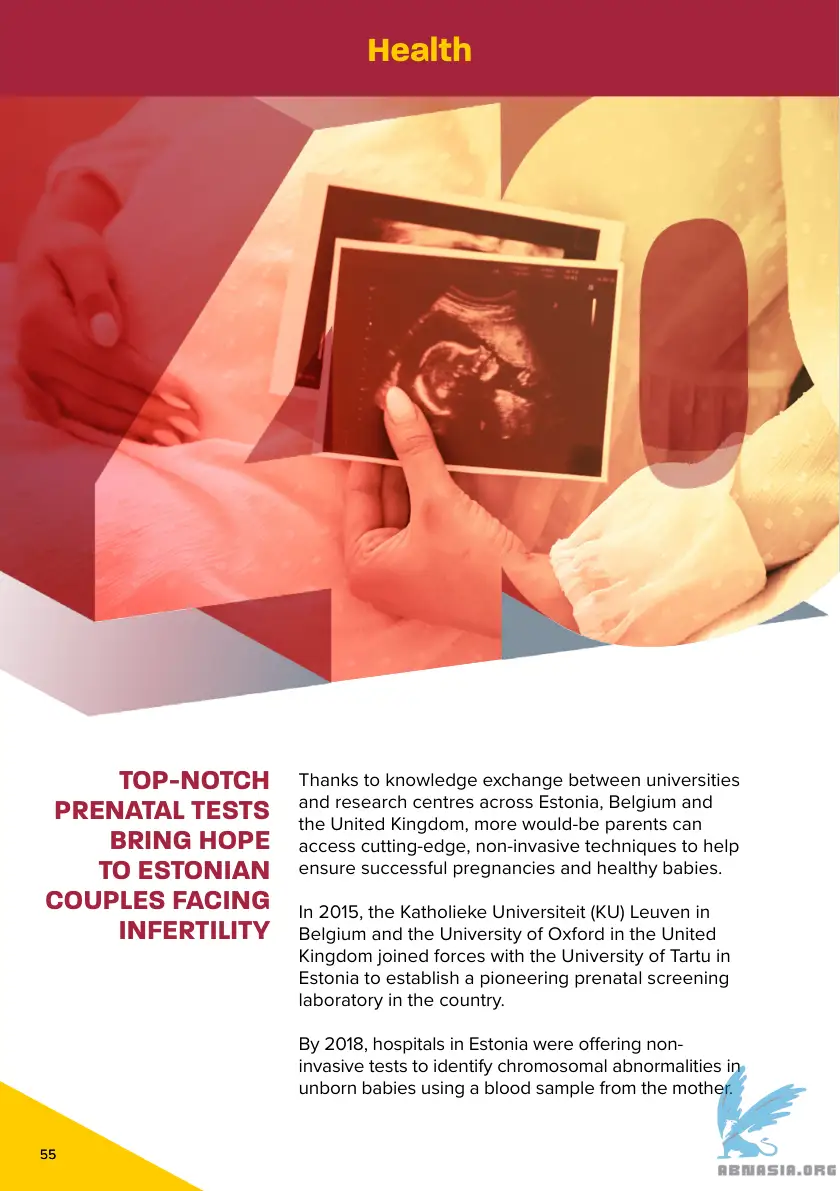 Health
40
TOP-NOTCH
PRENATAL TESTS
BRING HOPE
TO ESTONIAN
COUPLES FACING
INFERTILITY
Thanks to knowledge exchange between universities
and research centres across Estonia, Belgium and
the United Kingdom, more would-be parents can
access cutting-edge, non-invasive techniques to help
ensure successful pregnancies and healthy babies.
In 2015, the Katholieke Universiteit (KU) Leuven in
Belgium and the University of Oxford in the United
Kingdom joined forces with the University of Tartu in
Estonia to establish a pioneering prenatal screening
laboratory in the country.
By 2018, hospitals in Estonia were offering non-
invasive tests to identify chromosomal abnormalities in
unborn babies using a blood sample from the mother.
55
ABNASIA.ORG